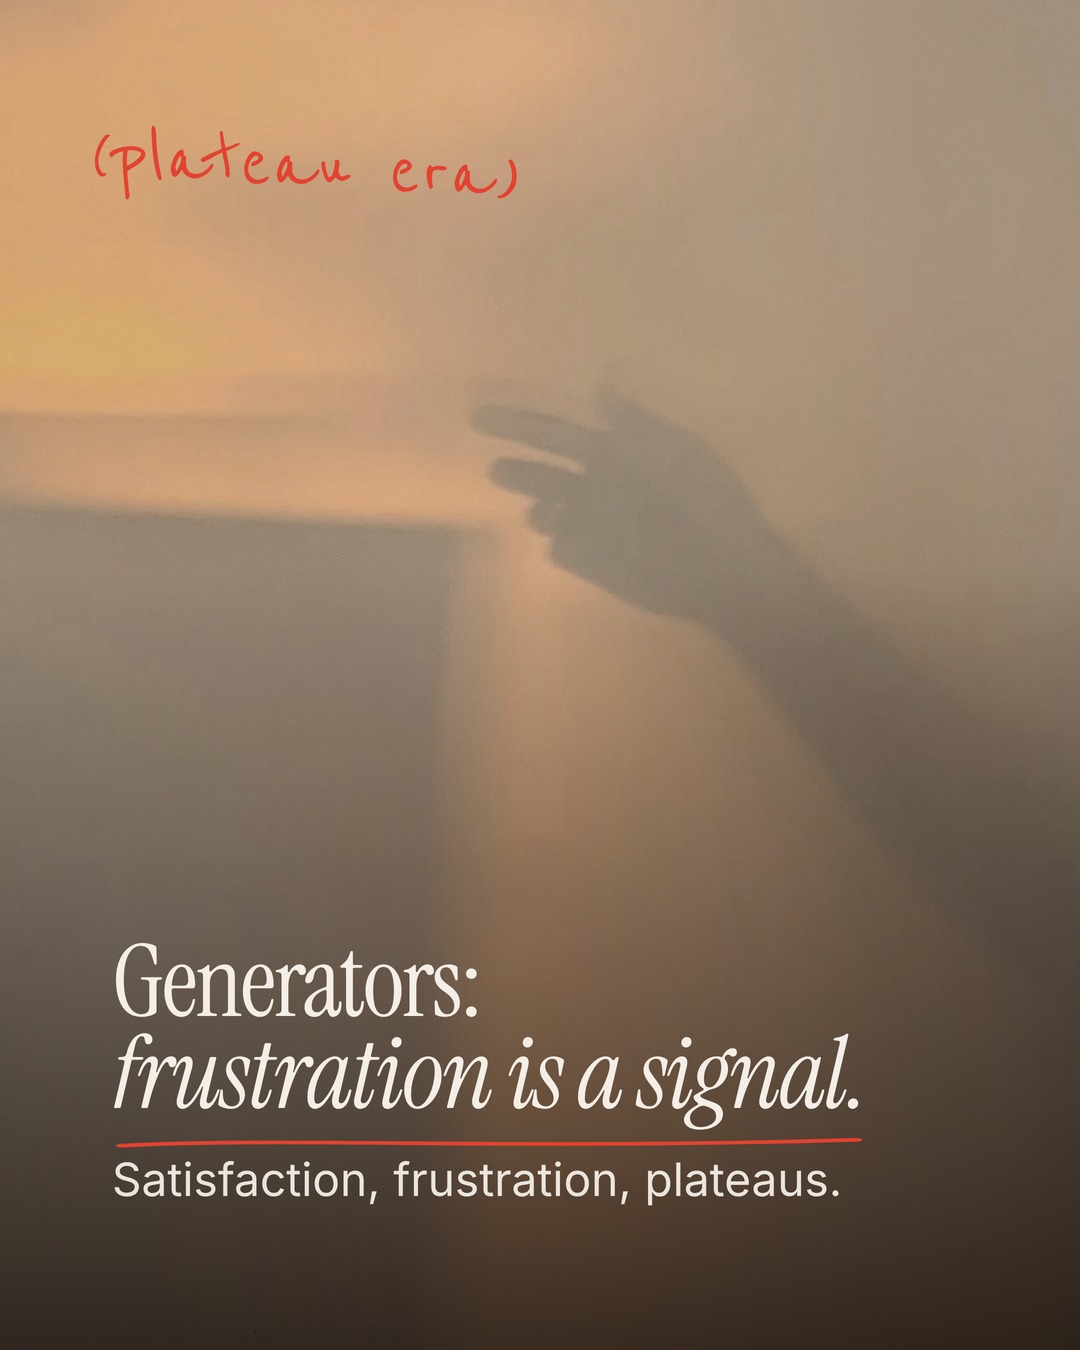 (plateau era)
Generators:
frustration is a signal.
Satisfaction, frustration, plateaus.